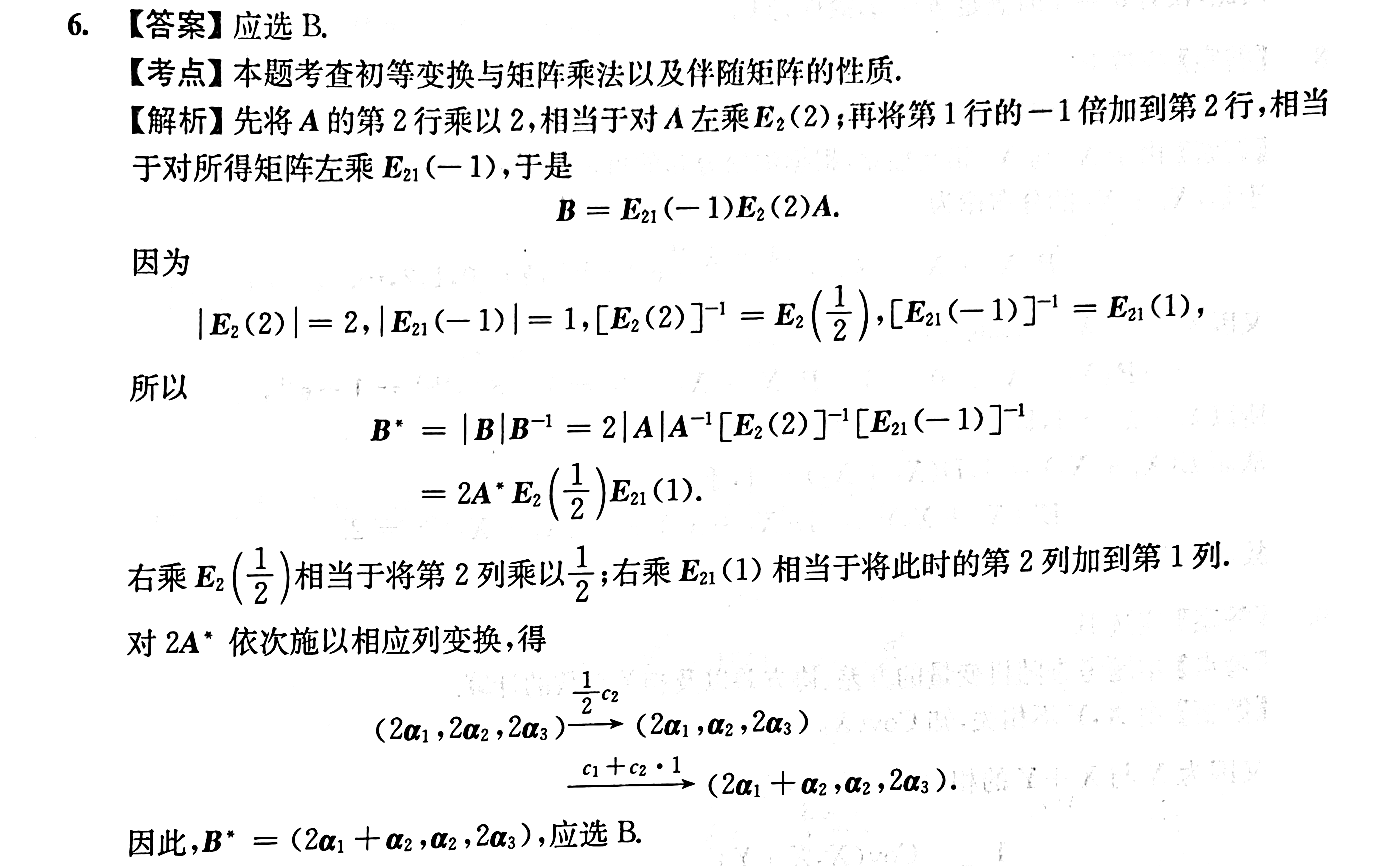 6. 【答案】应选 B.
【考点】本题考查初等变换与矩阵乘法以及伴随矩阵的性质.
【解析】先将 A 的第 2 行乘以 2,相当于对 A 左乘 E₂(2);再将第 1 行的 −1 倍加到第 2 行,相当
于对所得矩阵左乘 E₂₁(−1),于是
B = E₂₁(−1)E₂(2)A.
因为
|E₂(2)| = 2, |E₂₁(−1)| = 1, [E₂(2)]⁻¹ = E₂(1/2), [E₂₁(−1)]⁻¹ = E₂₁(1),
所以
B* = |B|B⁻¹ = 2|A|A⁻¹[E₂(2)]⁻¹[E₂₁(−1)]⁻¹
= 2A*E₂(1/2)E₂₁(1).
右乘 E₂(1/2)相当于将第 2 列乘以1/2;右乘 E₂₁(1) 相当于将此时的第 2 列加到第 1 列.
对 2A* 依次施以相应列变换,得
(2α₁,2α₂,2α₃) —1/2 c₂→ (2α₁,α₂,2α₃)
—c₁+c₂·1→ (2α₁+α₂,α₂,2α₃).
因此,B* = (2α₁+α₂,α₂,2α₃),应选 B.